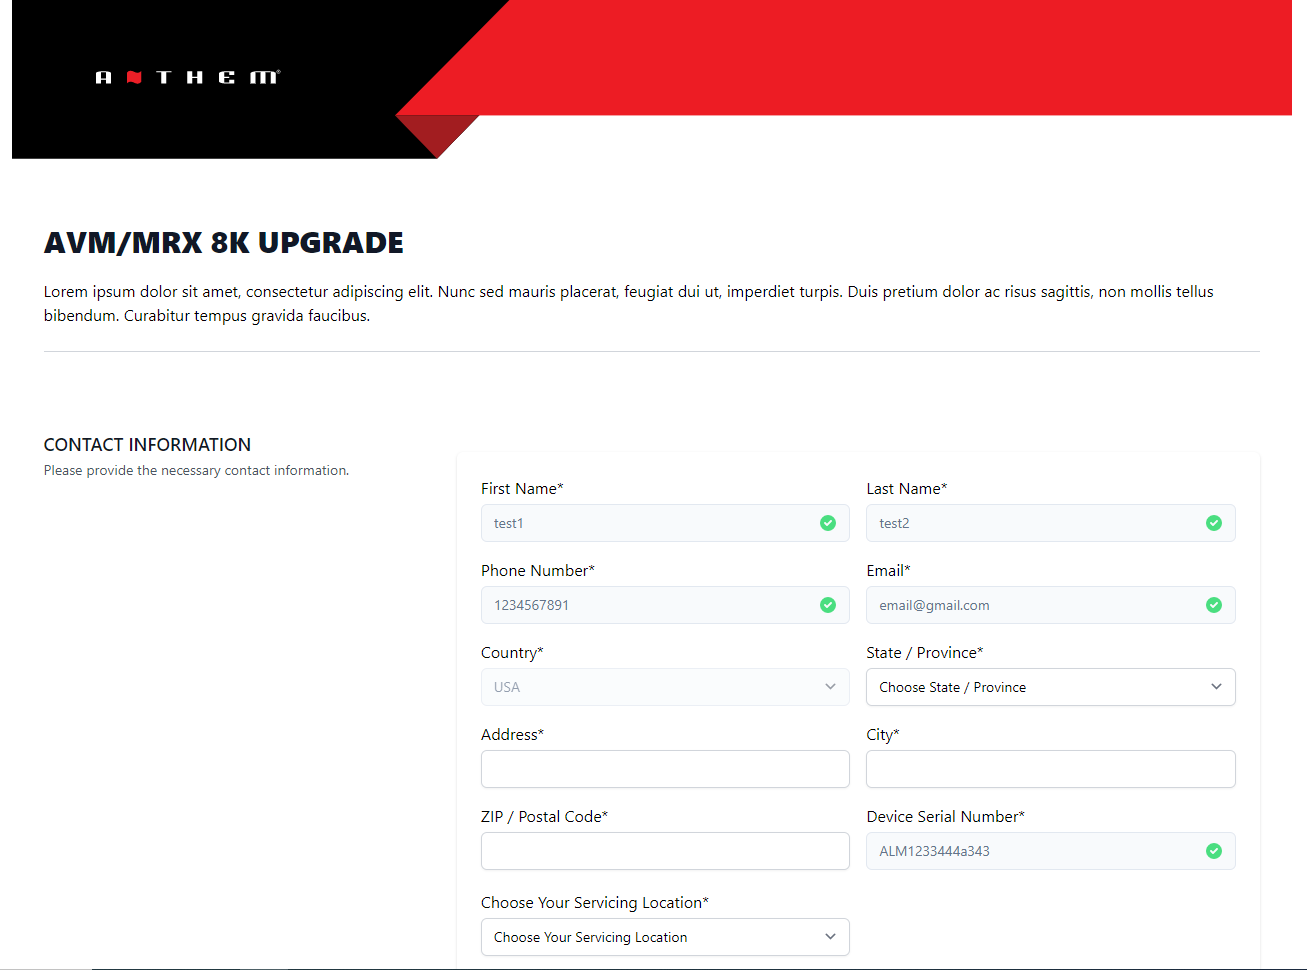 ANTHEM®
AVM/MRX 8K UPGRADE
Lorem ipsum dolor sit amet, consectetur adipiscing elit. Nunc sed mauris placerat, feugiat dui ut, imperdiet turpis. Duis pretium dolor ac risus sagittis, non mollis tellus
bibendum. Curabitur tempus gravida faucibus.
CONTACT INFORMATION
Please provide the necessary contact information.
First Name*
Last Name*
test1
test2
Phone Number*
Email*
1234567891
email@gmail.com
Country*
State / Province*
USA
Choose State / Province
Address*
City*
ZIP / Postal Code*
Device Serial Number*
ALM1233444a343
Choose Your Servicing Location*
Choose Your Servicing Location